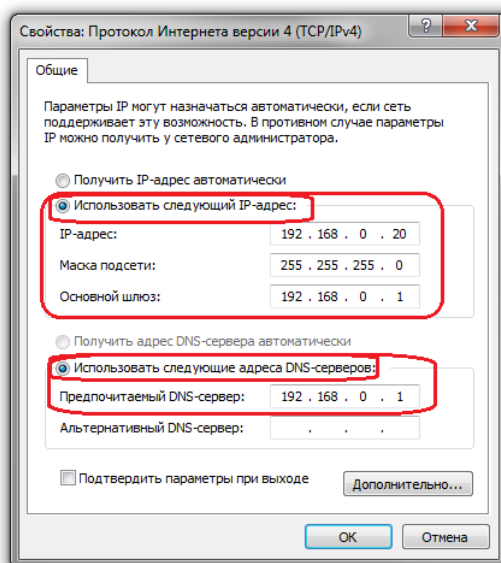 Свойства: Протокол Интернета версии 4 (TCP/IPv4)
Общие
Параметры IP могут назначаться автоматически, если сеть
поддерживает эту возможность. В противном случае параметры
IP можно получить у сетевого администратора.
Получить IP-адрес автоматически
Использовать следующий IP-адрес:
IP-адрес: 192 . 168 . 0 . 20
Маска подсети: 255 . 255 . 255 . 0
Основной шлюз: 192 . 168 . 0 . 1
Получить адрес DNS-сервера автоматически
Использовать следующие адреса DNS-серверов:
Предпочитаемый DNS-сервер: 192 . 168 . 0 . 1
Альтернативный DNS-сервер: . . .
Подтвердить параметры при выходе
Дополнительно...
ОК Отмена